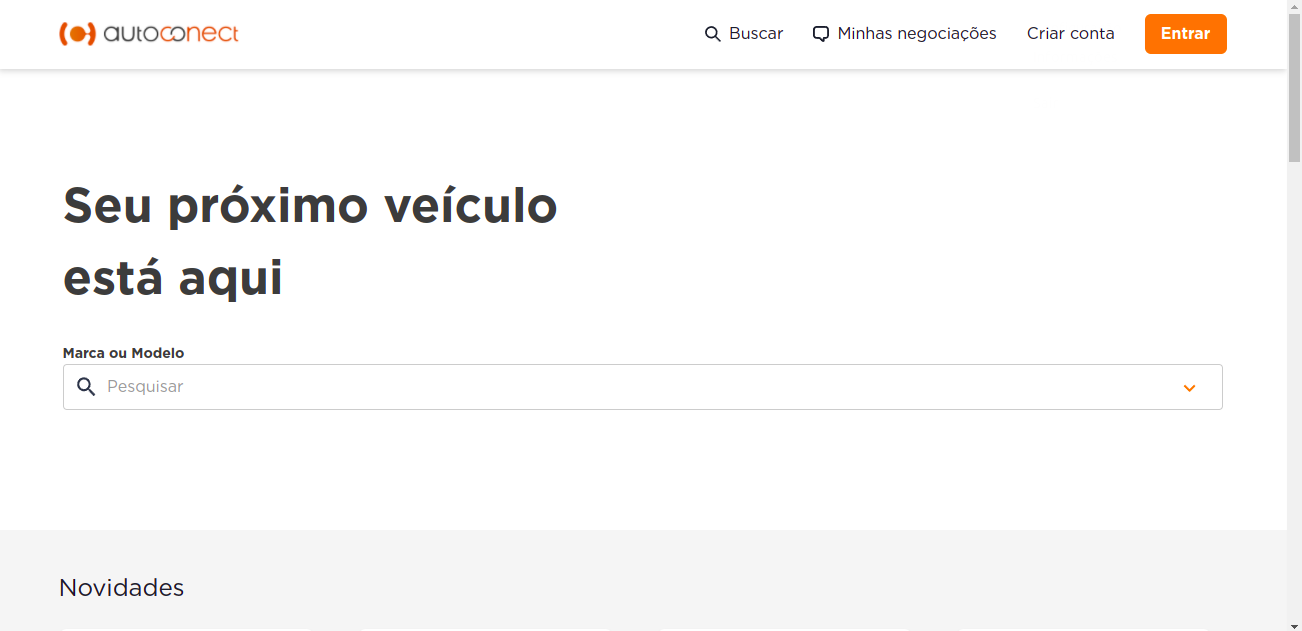 autoconect
Buscar
Minhas negociações
Criar conta
Entrar
Seu próximo veículo
está aqui
Marca ou Modelo
Pesquisar
Novidades